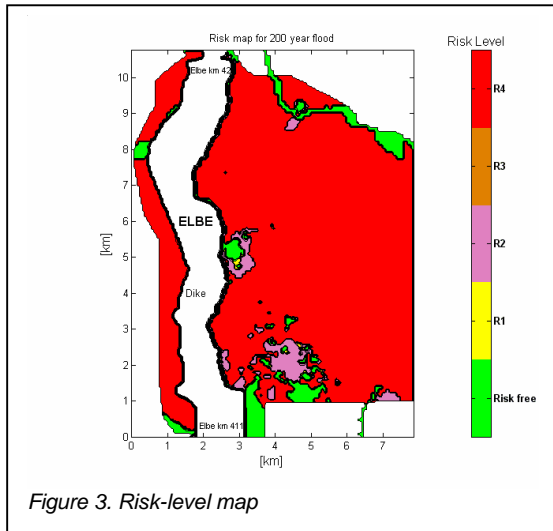 Risk map for 200 year flood
Risk Level
10
9
8
7
6
5
4
3
2
1
0
[km]
Elbe km 42
ELBE
Dike
Elbe km 411
0 1 2 3 4 5 6 7
[km]
R4
R3
R2
R1
Risk free
Figure 3. Risk-level map